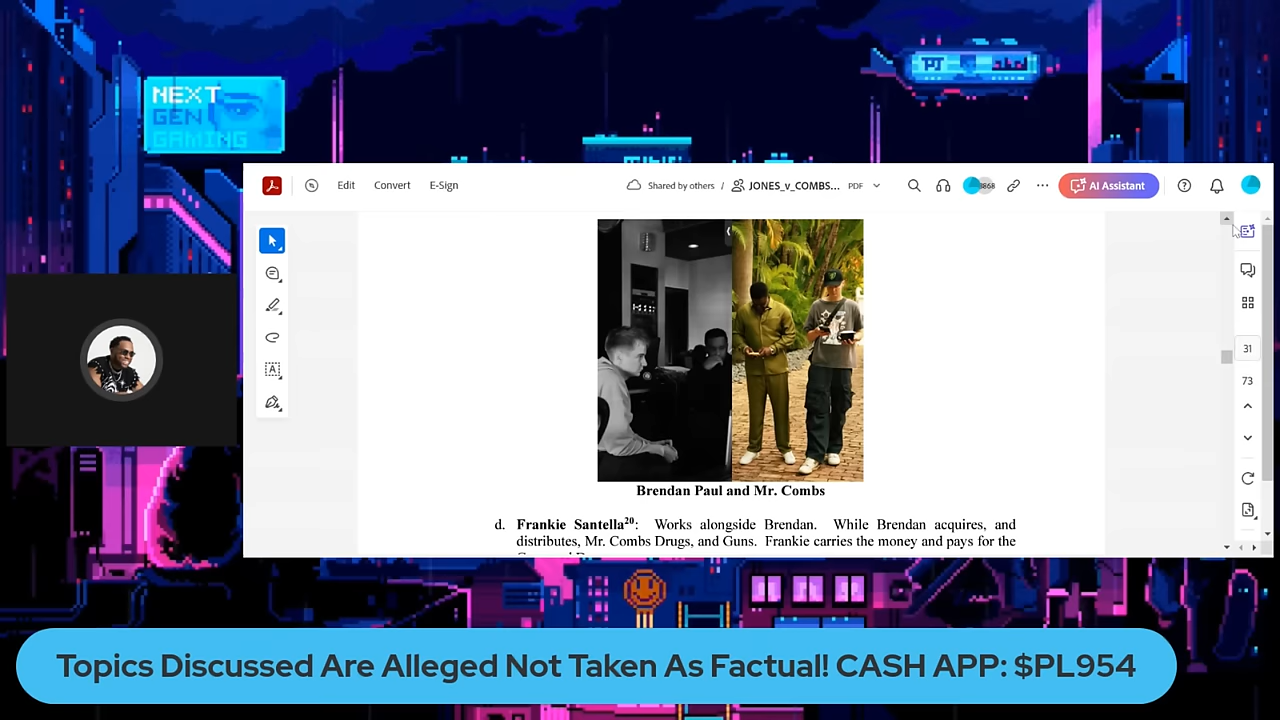 NEXT
GEN
GAMING
Edit
Convert
E-Sign
Shared by others / JONES_v_COMBS... PDF
AI Assistant
31
73
Brendan Paul and Mr. Combs
d. Frankie Santella20: Works alongside Brendan. While Brendan acquires, and
distributes, Mr. Combs Drugs, and Guns. Frankie carries the money and pays for the
Topics Discussed Are Alleged Not Taken As Factual! CASH APP: $PL954